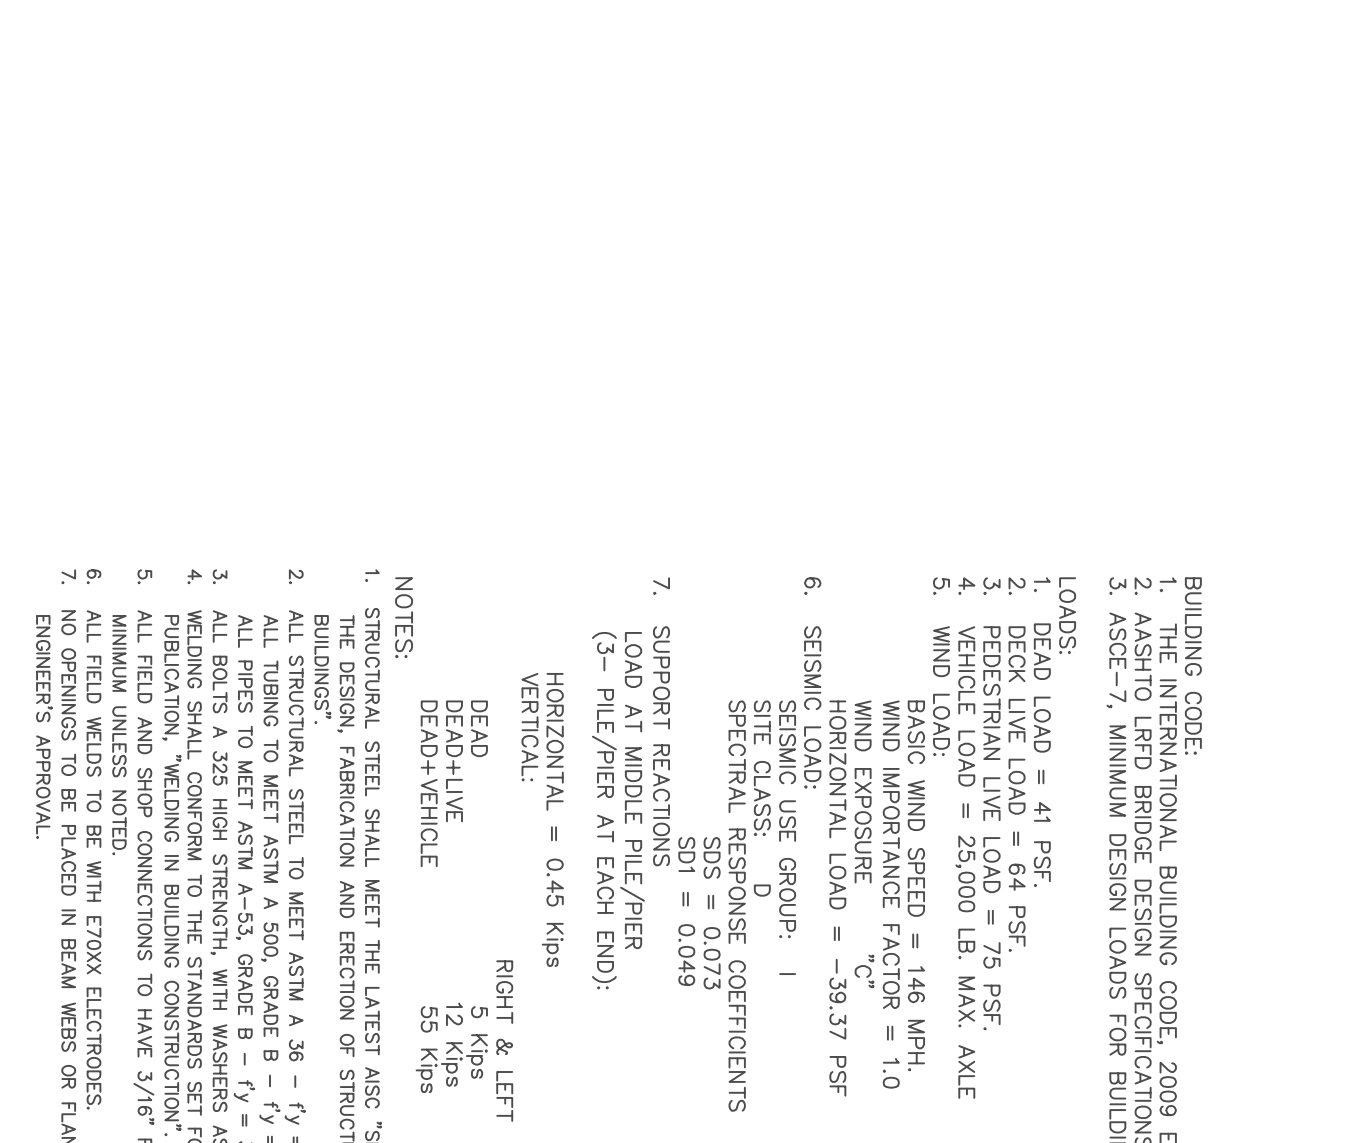 BUILDING CODE:
1. THE INTERNATIONAL BUILDING CODE, 2009
2. AASHTO LRFD BRIDGE DESIGN SPECIFICATIONS
3. ASCE-7, MINIMUM DESIGN LOADS FOR
LOADS:
1. DEAD LOAD = 41 PSF.
2. DECK LIVE LOAD = 64 PSF.
3. PEDESTRIAN LIVE LOAD = 75 PSF.
4. VEHICLE LOAD = 25,000 LB. MAX. AXLE
5. WIND LOAD:
BASIC WIND SPEED = 146 MPH.
WIND IMPORTANCE FACTOR = 1.0
WIND EXPOSURE "C"
HORIZONTAL LOAD = -39.37 PSF
6. SEISMIC LOAD:
SEISMIC USE GROUP: I
SITE CLASS: D
SPECTRAL RESPONSE COEFFICIENTS
SDS = 0.073
SD1 = 0.049
7. SUPPORT REACTIONS
LOAD AT MIDDLE PILE/PIER
(3- PILE/PIER AT EACH END):
HORIZONTAL = 0.45 Kips
VERTICAL:
RIGHT & LEFT
DEAD 5 Kips
DEAD+LIVE 12 Kips
DEAD+VEHICLE 55 Kips
NOTES:
1. STRUCTURAL STEEL SHALL MEET THE LATEST AISC
THE DESIGN, FABRICATION AND ERECTION OF
BUILDINGS".
2. ALL STRUCTURAL STEEL TO MEET ASTM A 36 - f'y =
ALL TUBING TO MEET ASTM A 500, GRADE B - f'y =
ALL PIPES TO MEET ASTM A-53, GRADE B - f'y =
3. ALL BOLTS A 325 HIGH STRENGTH, WITH WASHERS
4. WELDING SHALL CONFORM TO THE STANDARDS SET
PUBLICATION, "WELDING IN BUILDING CONSTRUCTION".
5. ALL FIELD AND SHOP CONNECTIONS TO HAVE 3/16"
MINIMUM UNLESS NOTED.
6. ALL FIELD WELDS TO BE WITH E70XX ELECTRODES.
7. NO OPENINGS TO BE PLACED IN BEAM WEBS OR
ENGINEER'S APPROVAL.